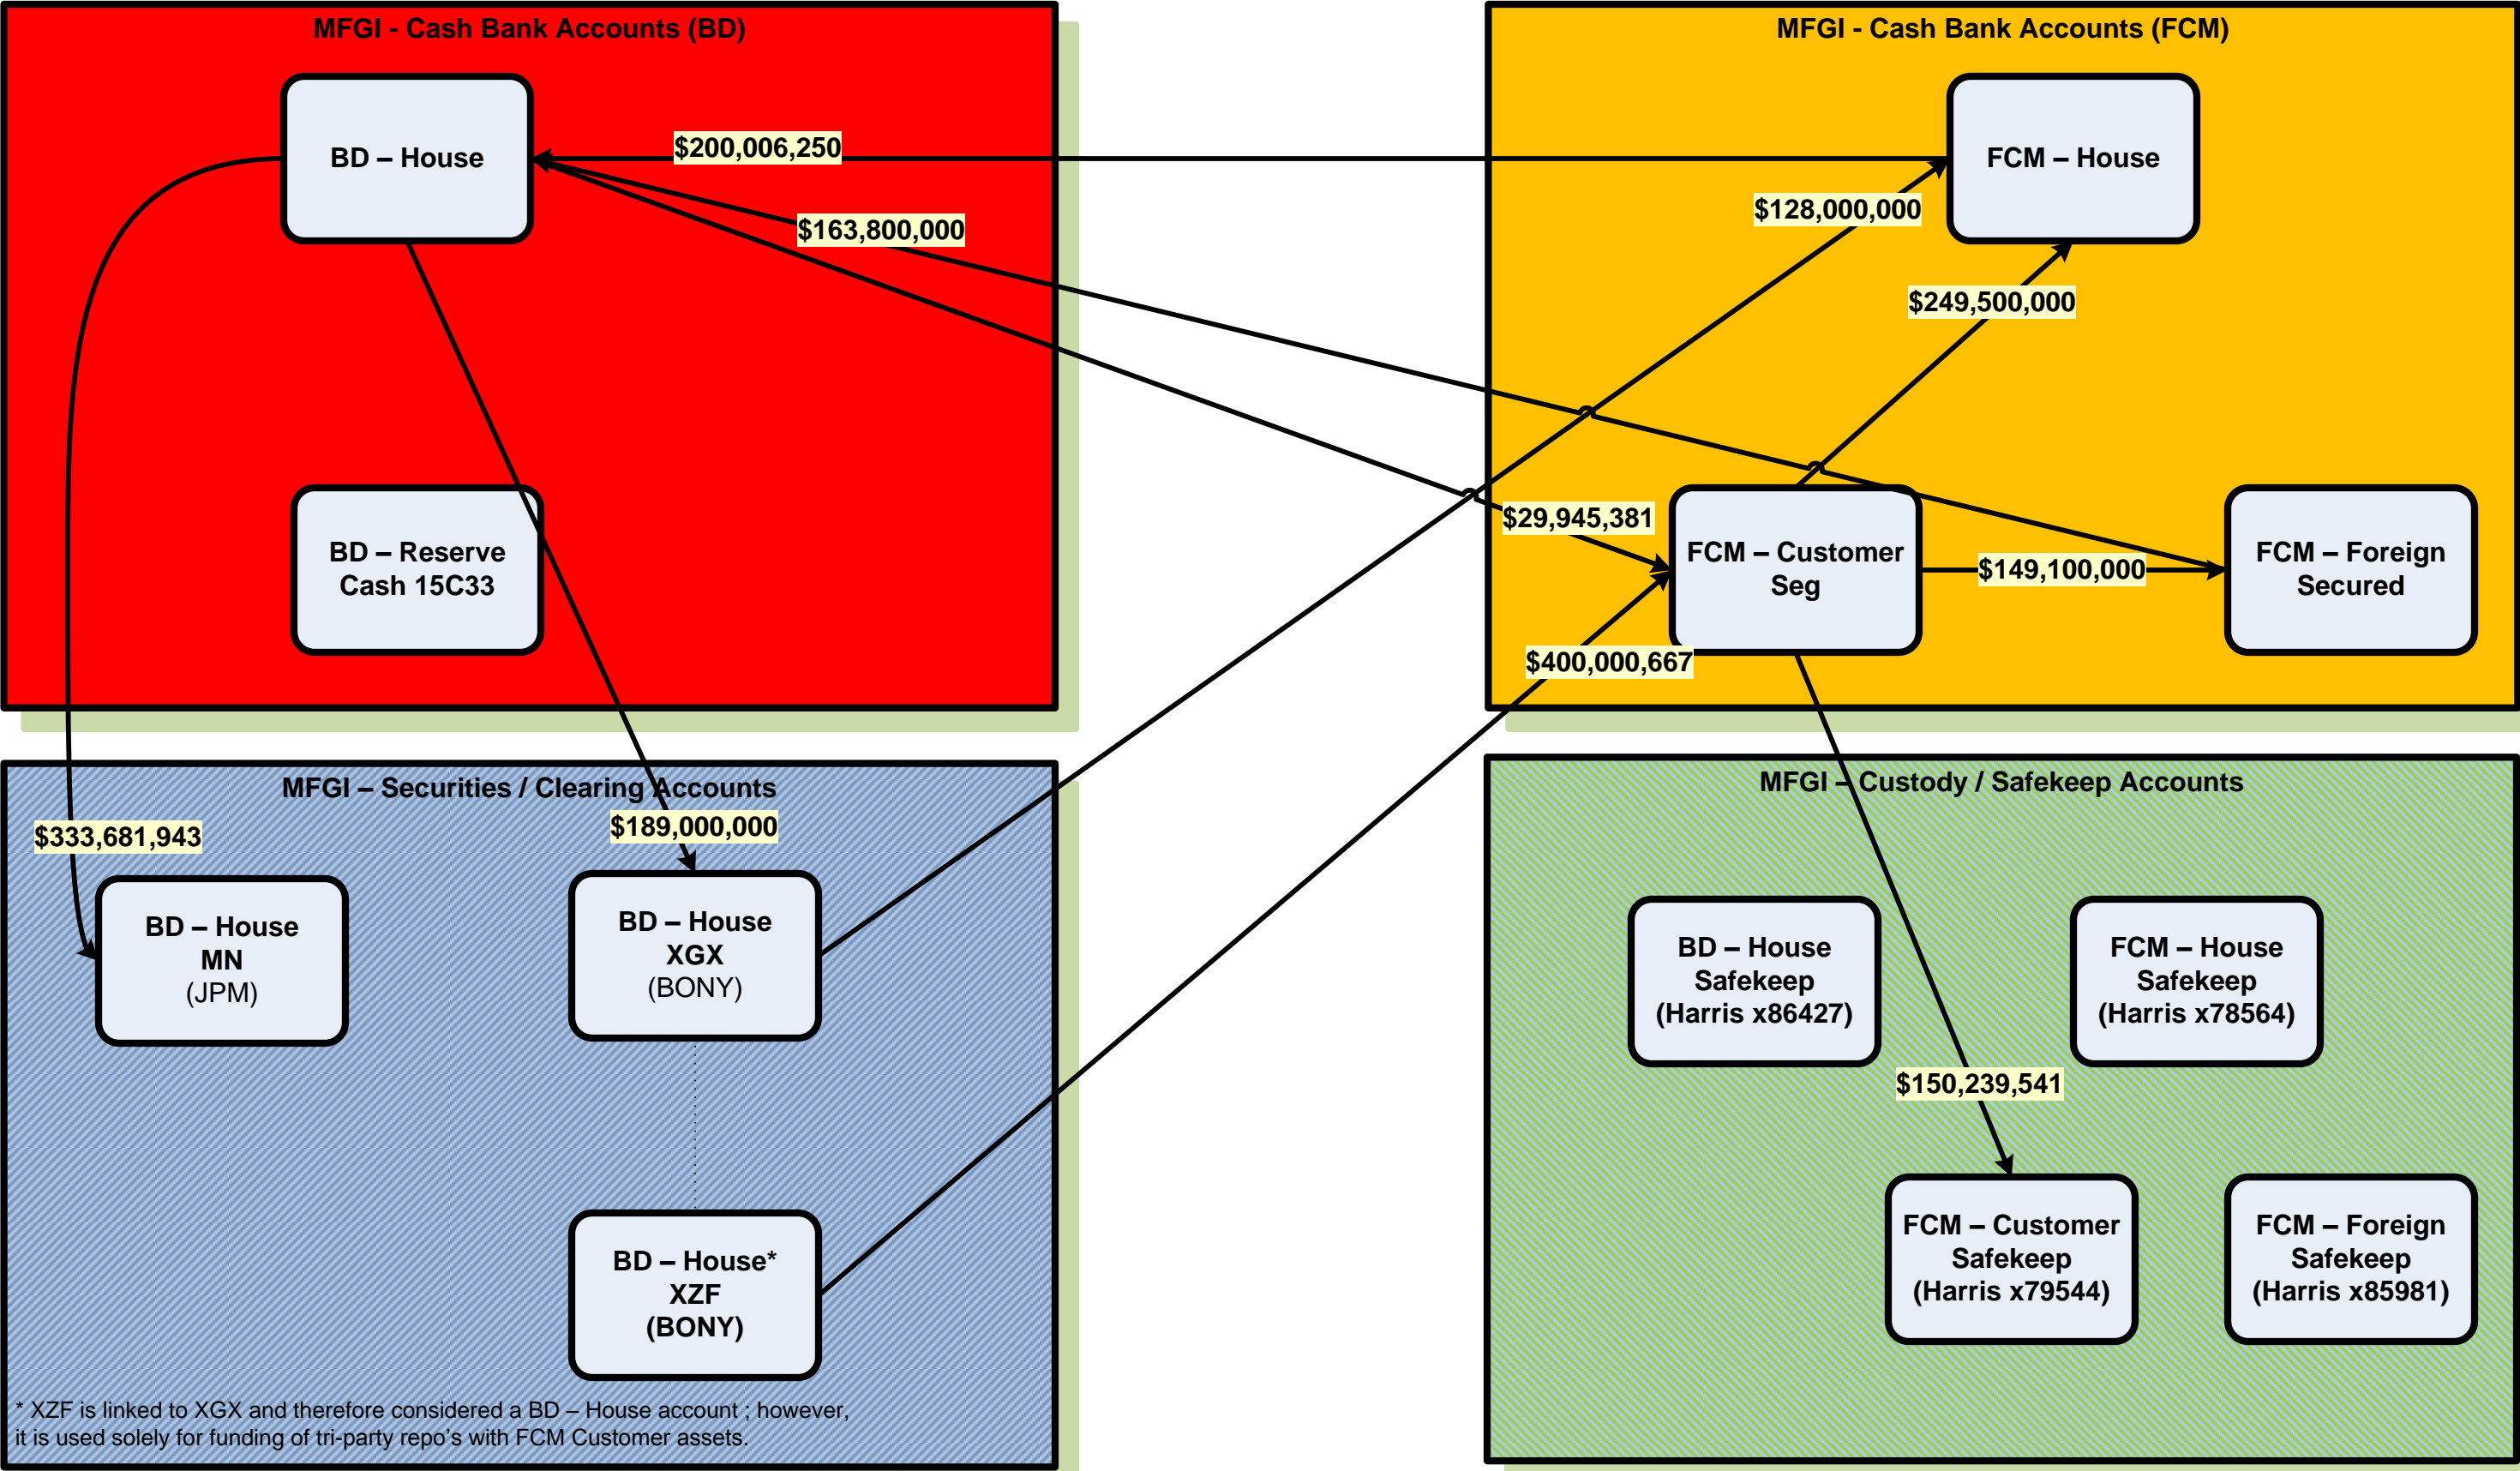 MFGI - Cash Bank Accounts (BD)
BD – House
$200,006,250
$163,800,000
BD – Reserve
Cash 15C33
MFGI - Cash Bank Accounts (FCM)
FCM – House
$128,000,000
$249,500,000
$29,945,381
FCM – Customer
Seg
$149,100,000
FCM – Foreign
Secured
$400,000,667
MFGI – Securities / Clearing Accounts
$333,681,943
$189,000,000
BD – House
MN
(JPM)
BD – House
XGX
(BONY)
BD – House*
XZF
(BONY)
* XZF is linked to XGX and therefore considered a BD – House account ; however,
it is used solely for funding of tri-party repo’s with FCM Customer assets.
MFGI – Custody / Safekeep Accounts
BD – House
Safekeep
(Harris x86427)
FCM – House
Safekeep
(Harris x78564)
$150,239,541
FCM – Customer
Safekeep
(Harris x79544)
FCM – Foreign
Safekeep
(Harris x85981)